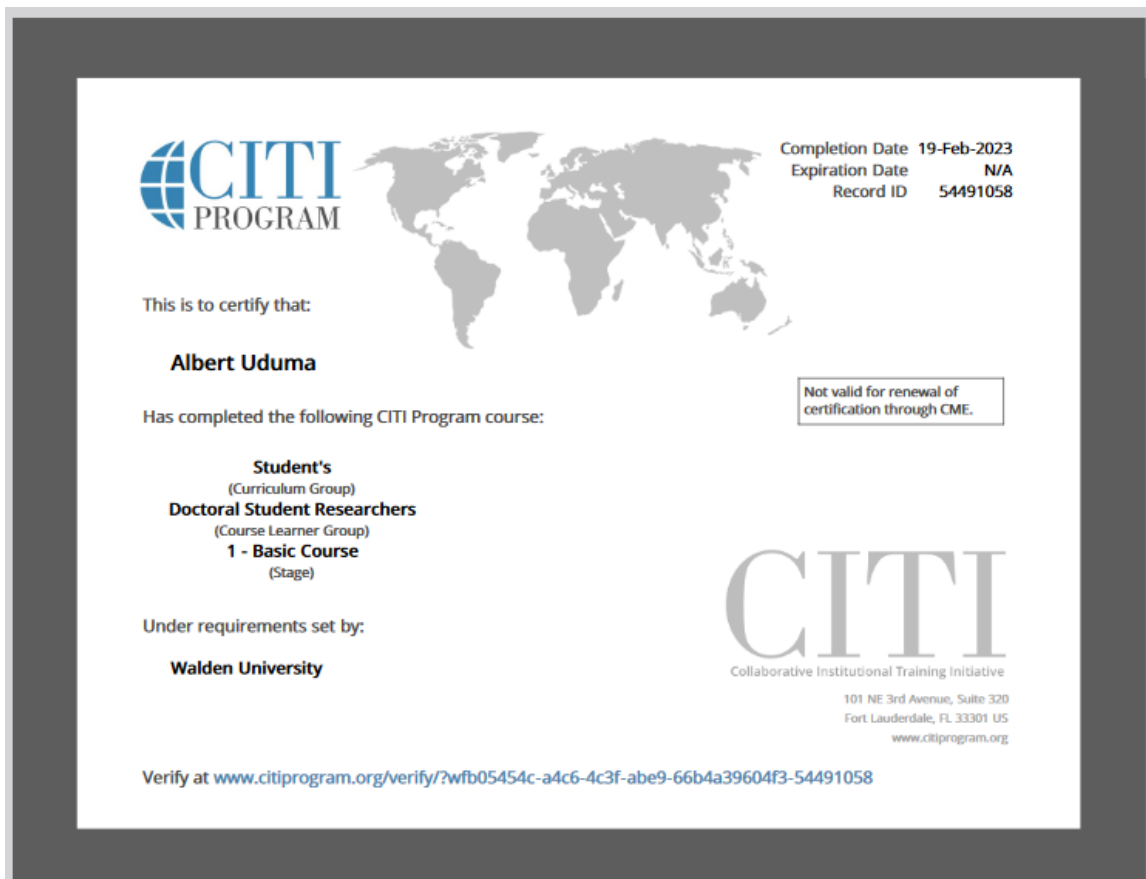 CITI
PROGRAM
Completion Date 19-Feb-2023
Expiration Date N/A
Record ID 54491058
This is to certify that:
Albert Uduma
Not valid for renewal of
certification through CME.
Has completed the following CITI Program course:
Student's
(Curriculum Group)
Doctoral Student Researchers
(Course Learner Group)
1 - Basic Course
(Stage)
Under requirements set by:
Walden University
CITI
Collaborative Institutional Training Initiative
101 NE 3rd Avenue, Suite 320
Fort Lauderdale, FL 33301 US
www.citiprogram.org
Verify at www.citiprogram.org/verify/?wfb05454c-a4c6-4c3f-abe9-66b4a39604f3-54491058